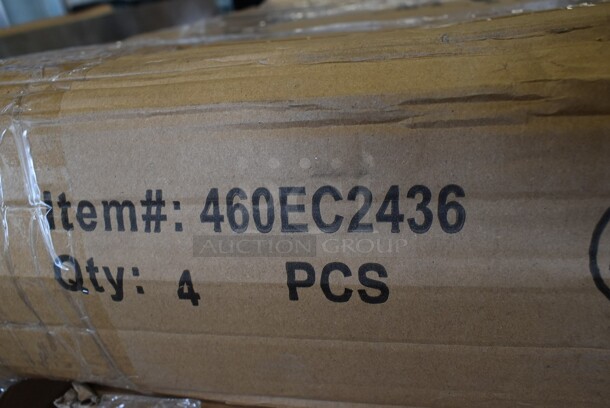 Item#: 460EC2436
AUCTION GROUP
Qty: 4 PCS